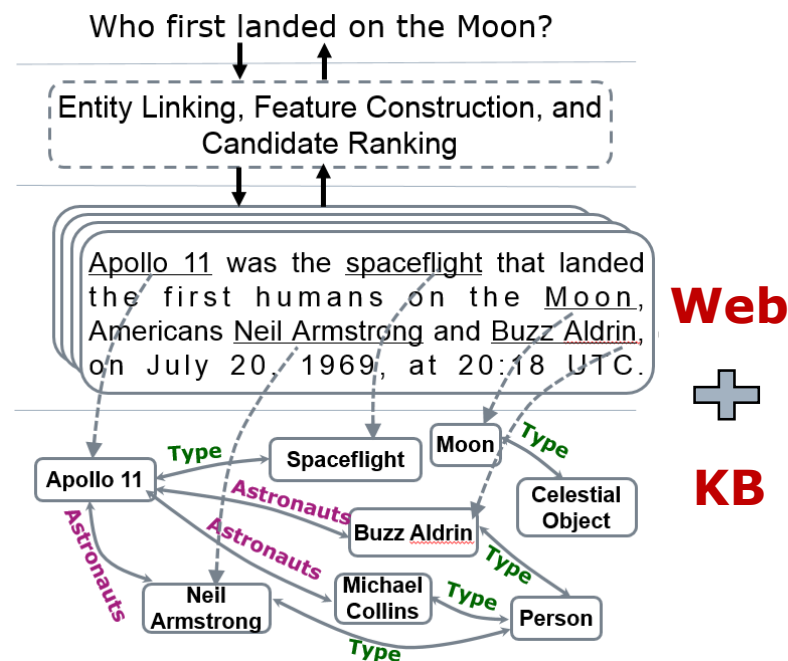 Who first landed on the Moon?
Entity Linking, Feature Construction, and
Candidate Ranking
Apollo 11 was the spaceflight that landed
the first humans on the Moon,
Americans Neil Armstrong and Buzz Aldrin,
on July 20, 1969, at 20:18 UTC.
Web
KB
Type
Spaceflight
Moon
Type
Apollo 11
Astronauts
Celestial
Object
Astronauts
Buzz Aldrin
Astronauts
Type
Neil
Armstrong
Michael
Collins
Type
Person
Type